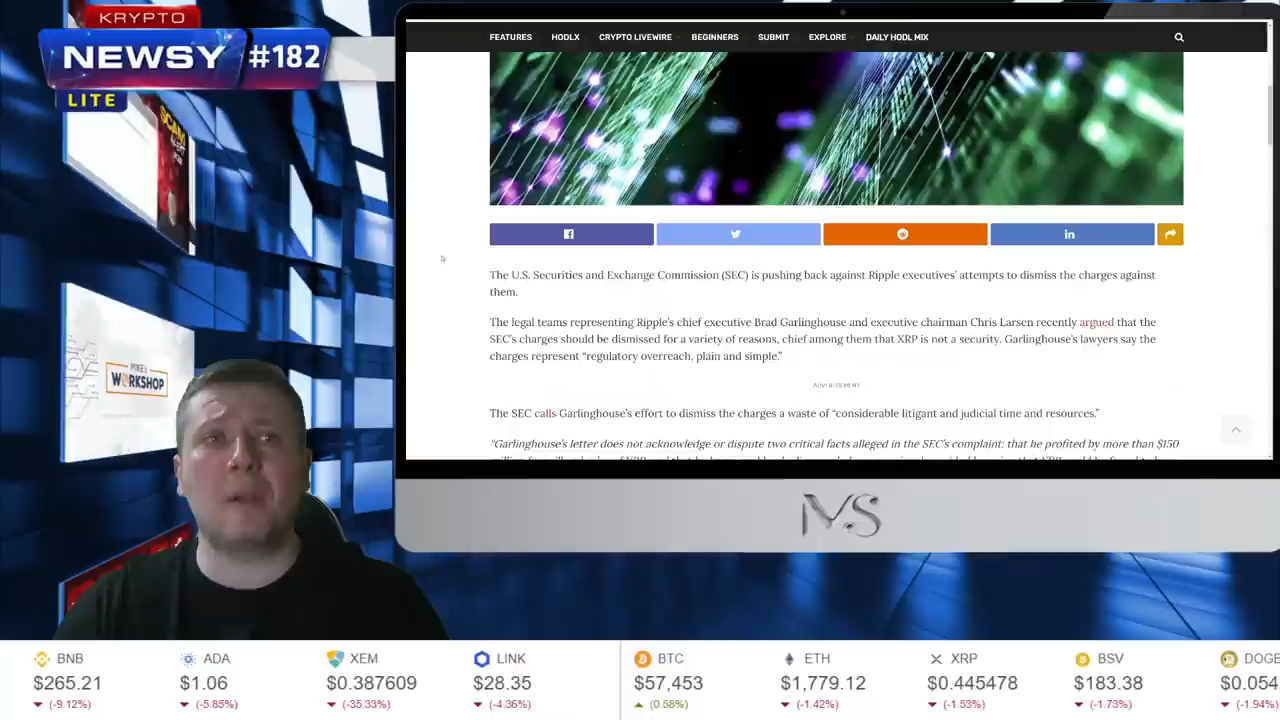 KRYPTO
NEWSY #182
LITE
SCAM
MIKE'S
WORKSHOP
FEATURES HODLX CRYPTO LIVEWIRE BEGINNERS SUBMIT EXPLORE DAILY HODL MIX
The U.S. Securities and Exchange Commission (SEC) is pushing back against Ripple executives' attempts to dismiss the charges against
them.
The legal teams representing Ripple's chief executive Brad Garlinghouse and executive chairman Chris Larsen recently argued that the
SEC's charges should be dismissed for a variety of reasons, chief among them that XRP is not a security. Garlinghouse's lawyers say the
charges represent “regulatory overreach, plain and simple.”
ADVERTISEMENT
The SEC calls Garlinghouse's effort to dismiss the charges a waste of “considerable litigant and judicial time and resources.”
“Garlinghouse's letter does not acknowledge or dispute two critical facts alleged in the SEC's complaint: that he profited by more than $150
MS
BNB ADA XEM LINK BTC ETH XRP BSV DOGE
$265.21 $1.06 $0.387609 $28.35 $57,453 $1,779.12 $0.445478 $183.38 $0.054
(-9.12%) (-5.85%) (-35.33%) (-4.36%) (0.58%) (-1.42%) (-1.53%) (-1.73%) (-1.94%)